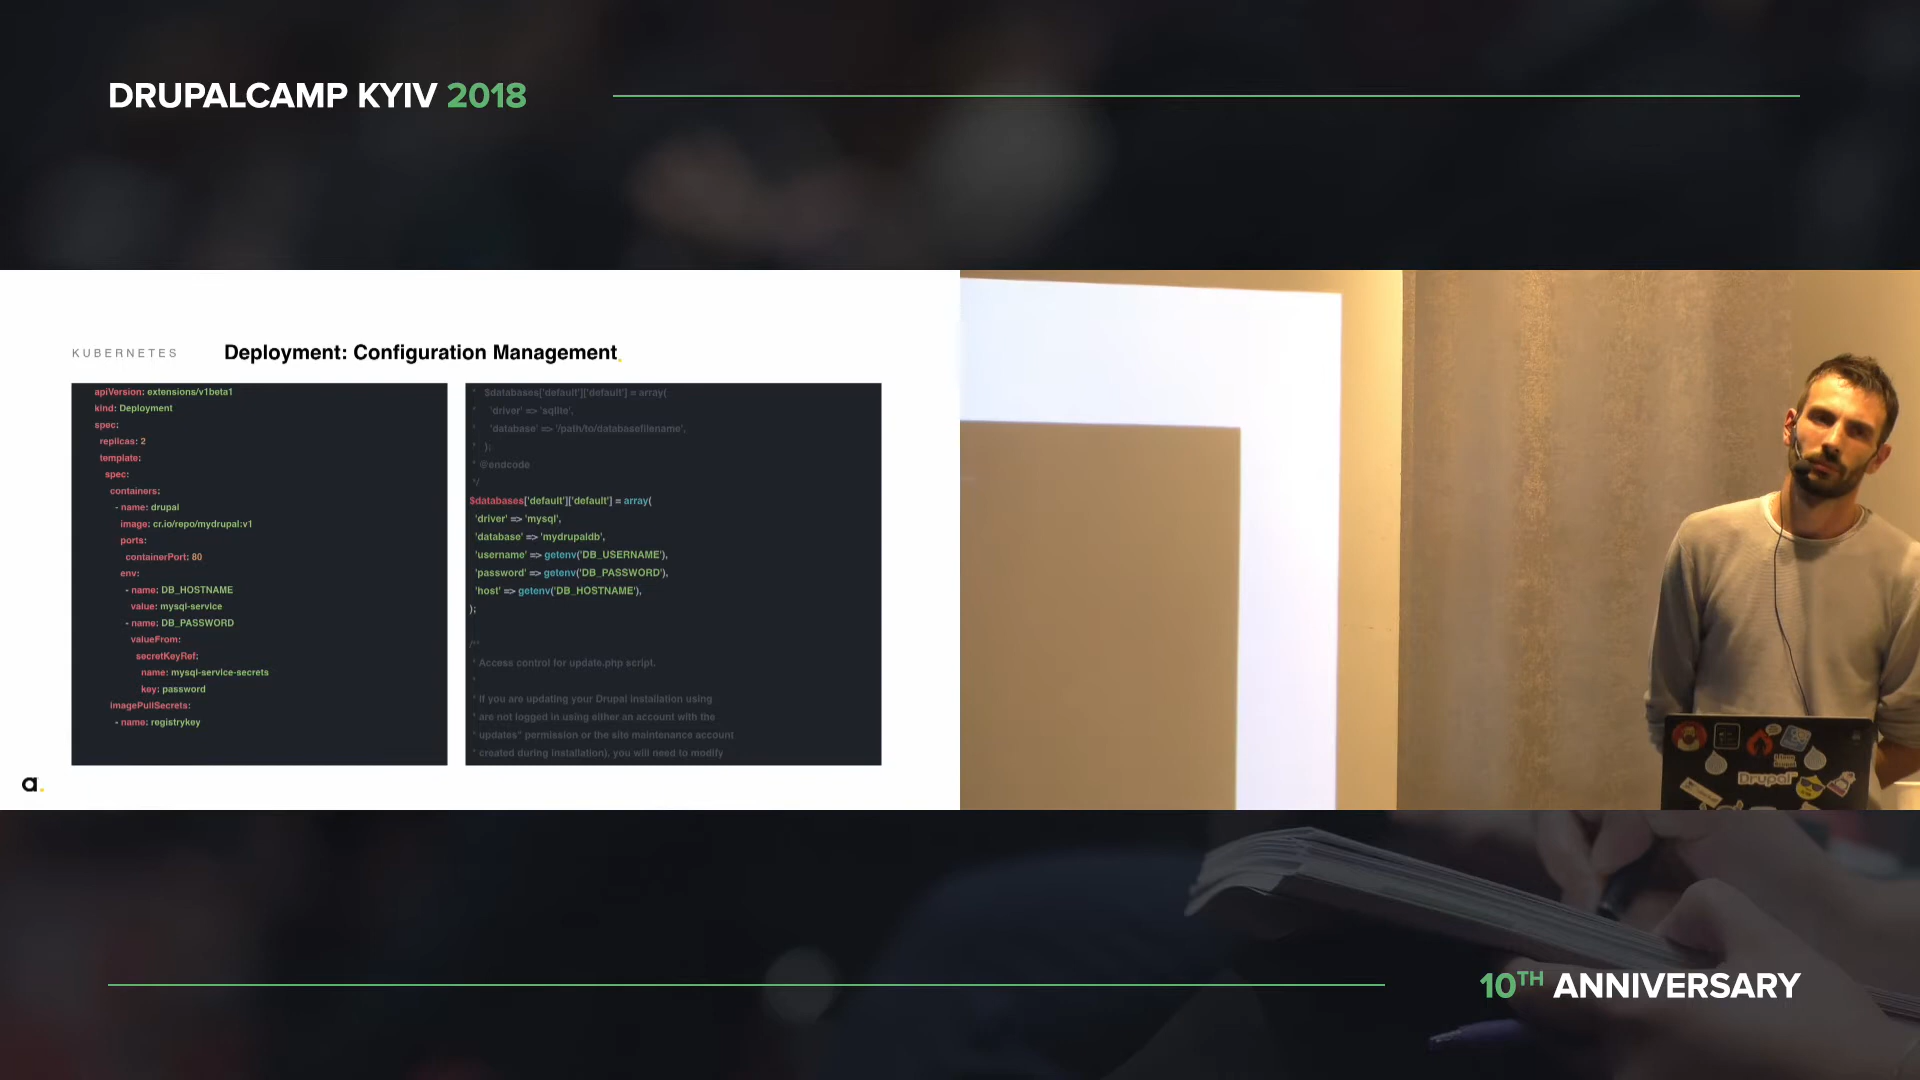 DRUPALCAMP KYIV 2018
KUBERNETES
Deployment: Configuration Management.
apiVersion: extensions/v1beta1
kind: Deployment
spec:
replicas: 2
template:
spec:
containers:
- name: drupal
image: cr.io/repo/mydrupal:v1
ports:
containerPort: 80
env:
- name: DB_HOSTNAME
value: mysql-service
- name: DB_PASSWORD
valueFrom:
secretKeyRef:
name: mysql-service-secrets
key: password
imagePullSecrets:
- name: registrykey
* $databases['default']['default'] = array(
* 'driver' => 'sqlite',
* 'database' => '/path/to/databasefilename',
* );
* @endcode
*/
$databases['default']['default'] = array(
'driver' => 'mysql',
'database' => 'mydrupaldb',
'username' => getenv('DB_USERNAME'),
'password' => getenv('DB_PASSWORD'),
'host' => getenv('DB_HOSTNAME'),
);
/**
* Access control for update.php script.
*
* If you are updating your Drupal installation using
* are not logged in using either an account with the
* updates" permission or the site maintenance account
* created during installation), you will need to modify
a.
Drupal
10TH ANNIVERSARY